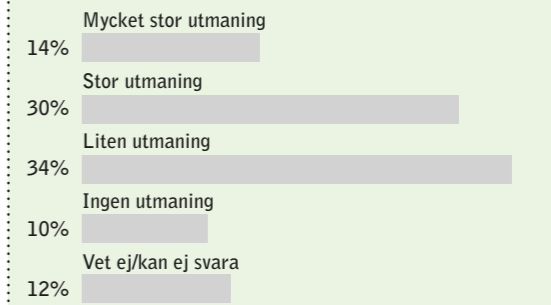 Mycket stor utmaning
14%
Stor utmaning
30%
Liten utmaning
34%
Ingen utmaning
10%
Vet ej/kan ej svara
12%